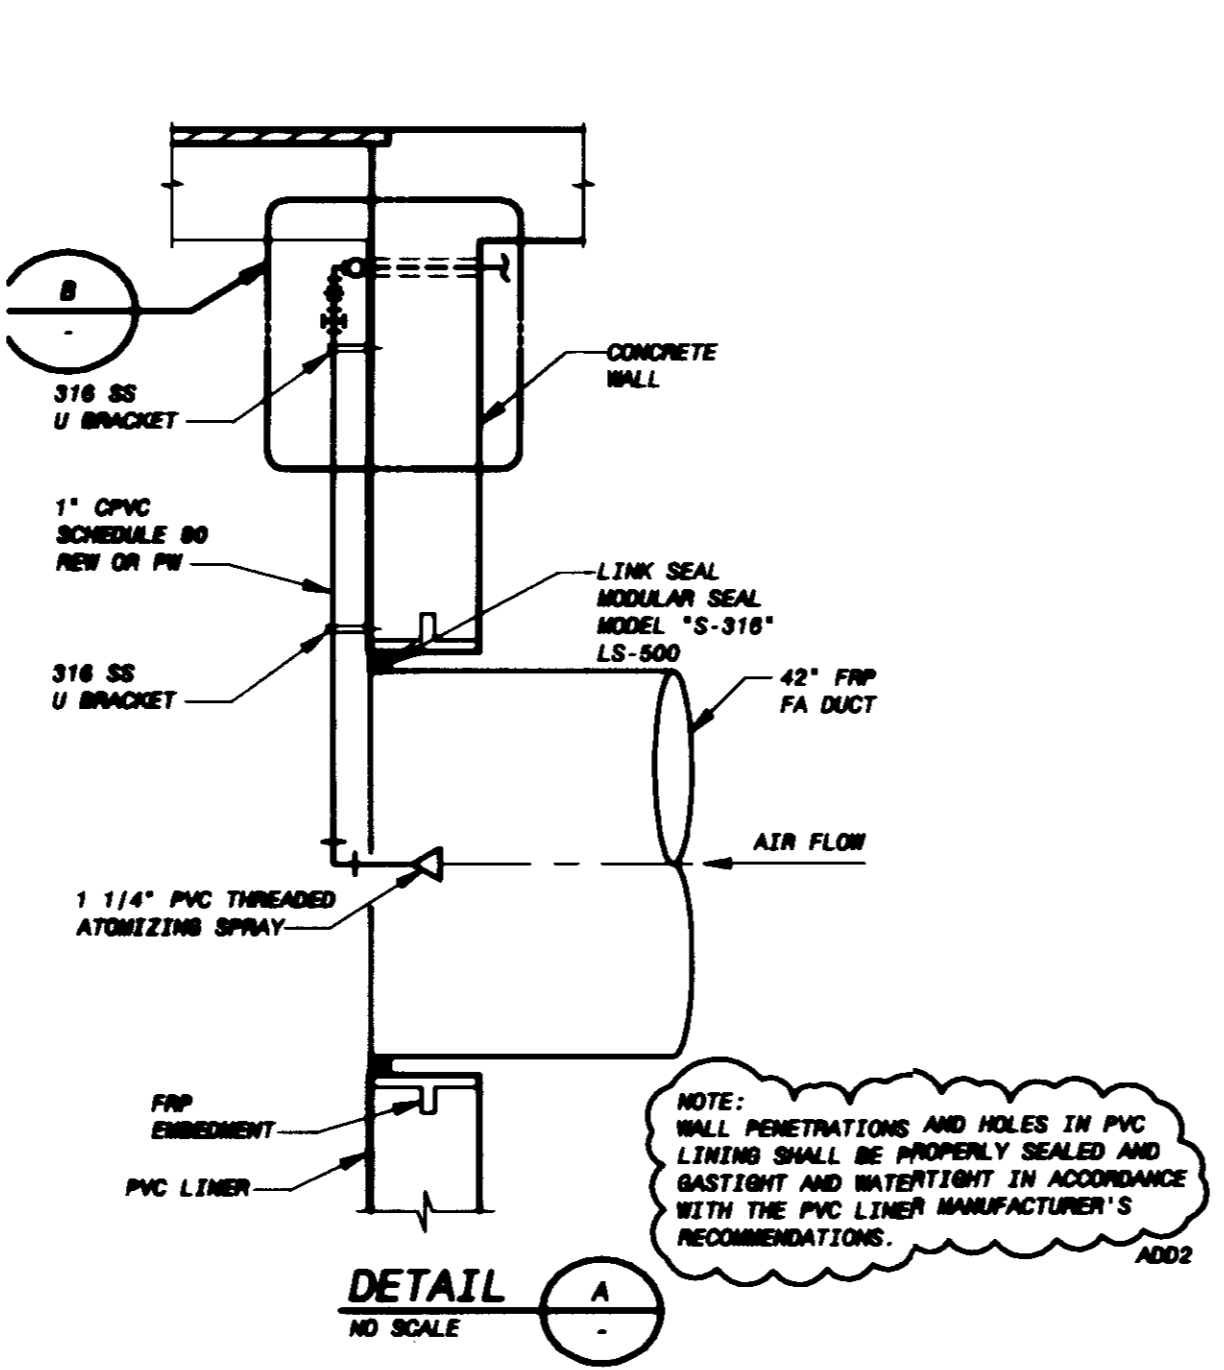 B
-
316 SS
U BRACKET
CONCRETE
WALL
1" CPVC
SCHEDULE 80
REW OR PW
LINK SEAL
MODULAR SEAL
MODEL "S-316"
LS-500
316 SS
U BRACKET
42" FRP
FA DUCT
AIR FLOW
1 1/4" PVC THREADED
ATOMIZING SPRAY
FRP
EMBEDMENT
PVC LINER
NOTE:
WALL PENETRATIONS AND HOLES IN PVC
LINING SHALL BE PROPERLY SEALED AND
GASTIGHT AND WATERTIGHT IN ACCORDANCE
WITH THE PVC LINER MANUFACTURER'S
RECOMMENDATIONS.
ADD2
DETAIL
NO SCALE
A
-